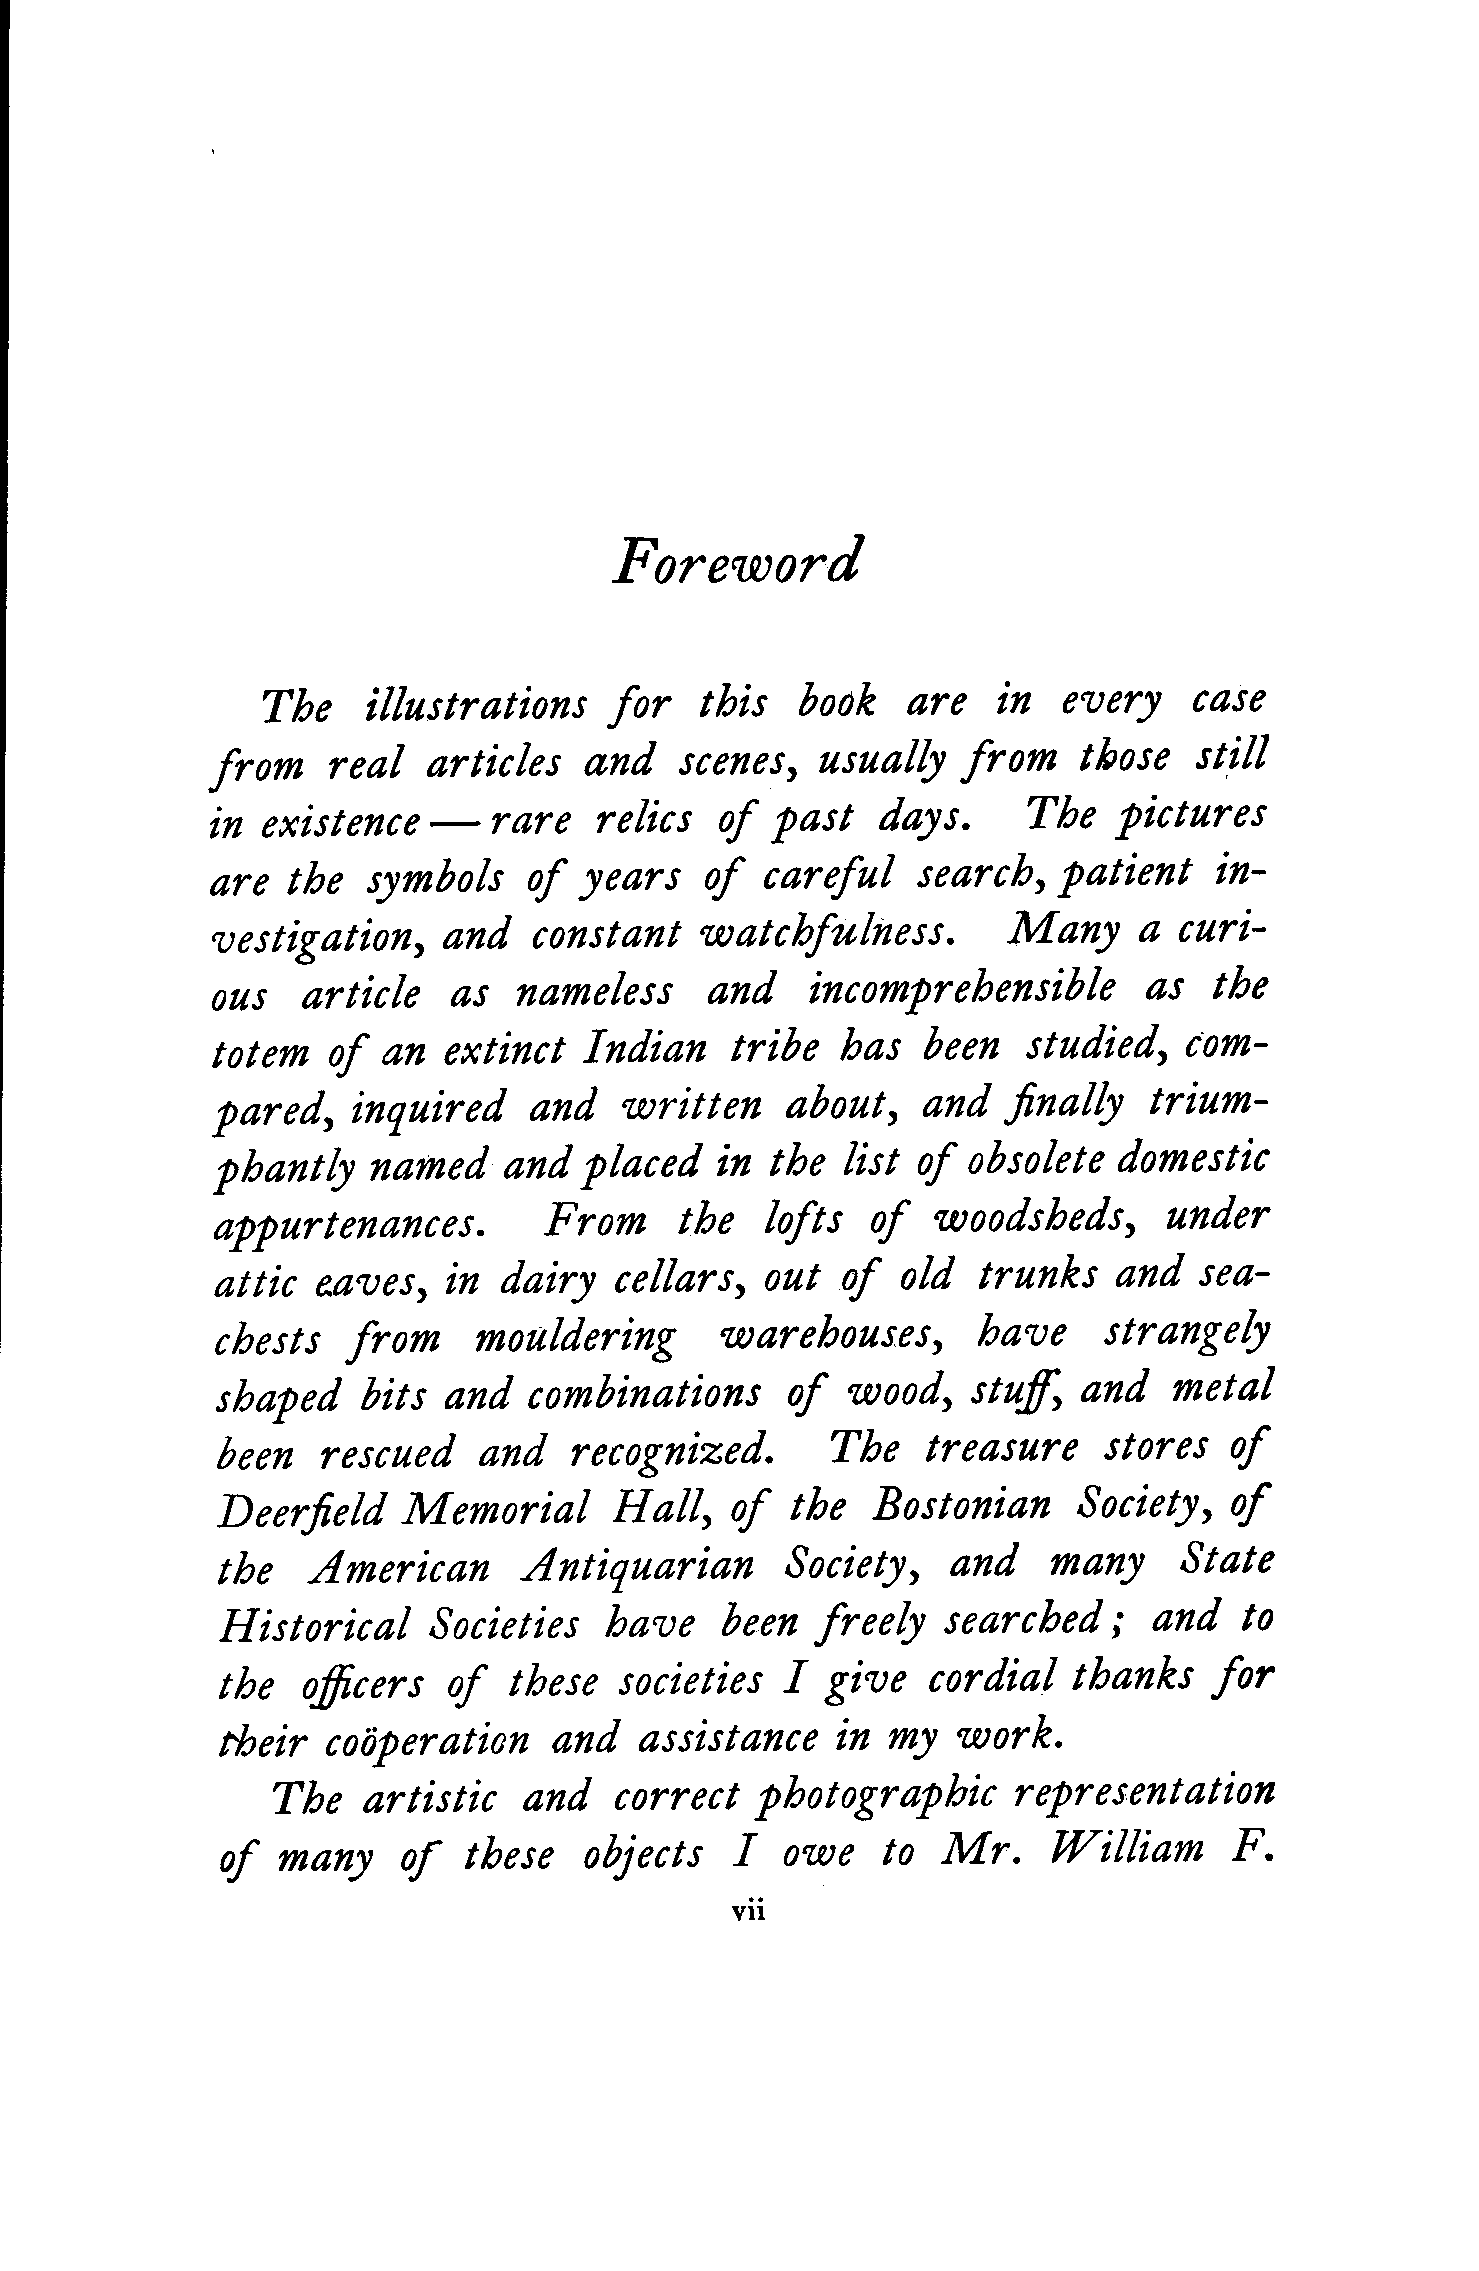 Foreword
The illustrations for this book are in every case
from real articles and scenes, usually from those still
in existence — rare relics of past days. The pictures
are the symbols of years of careful search, patient in-
vestigation, and constant watchfulness. Many a curi-
ous article as nameless and incomprehensible as the
totem of an extinct Indian tribe has been studied, com-
pared, inquired and written about, and finally trium-
phantly named and placed in the list of obsolete domestic
appurtenances. From the lofts of woodsheds, under
attic eaves, in dairy cellars, out of old trunks and sea-
chests from mouldering warehouses, have strangely
shaped bits and combinations of wood, stuff, and metal
been rescued and recognized. The treasure stores of
Deerfield Memorial Hall, of the Bostonian Society, of
the American Antiquarian Society, and many State
Historical Societies have been freely searched ; and to
the officers of these societies I give cordial thanks for
their coöperation and assistance in my work.
The artistic and correct photographic representation
of many of these objects I owe to Mr. William F.
vii